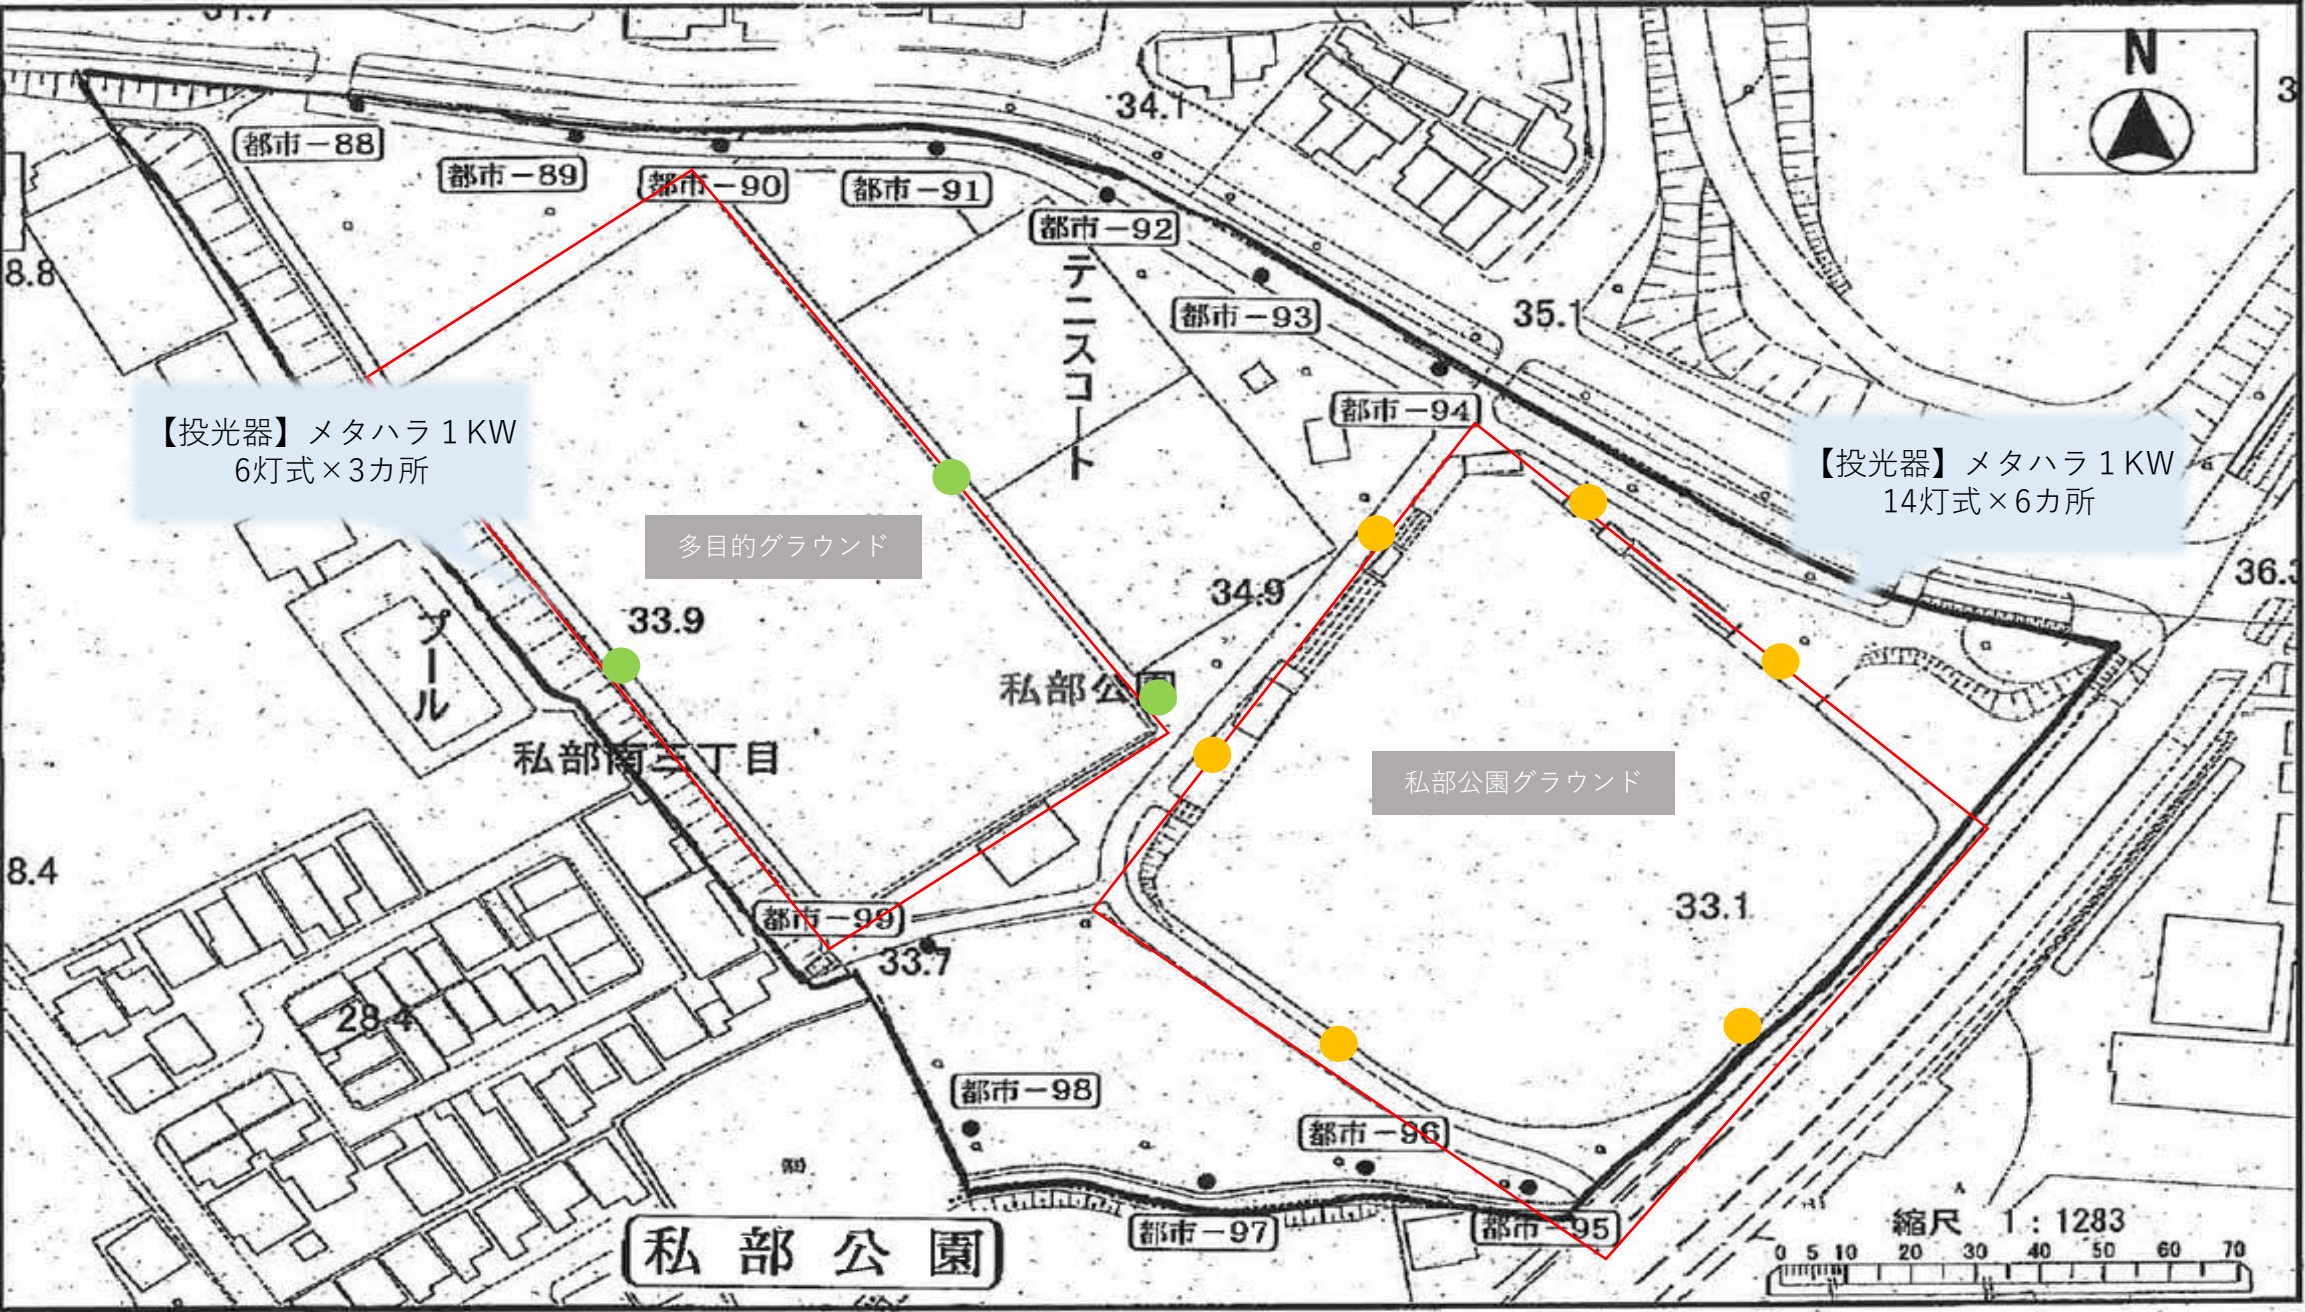 31.7
N
34.1
都市-88
都市-89
都市-90
都市-91
都市-92
テニスコート
8.8
都市-93
35.1
都市-94
【投光器】メタハラ１KW
6灯式×3カ所
【投光器】メタハラ１KW
14灯式×6カ所
多目的グラウンド
36.3
34.9
33.9
プール
私部公園
私部南三丁目
私部公園グラウンド
8.4
33.1
都市-99
33.7
28.4
都市-98
都市-96
都市-97
都市-95
私部公園
縮尺 1：1283
0 5 10 20 30 40 50 60 70